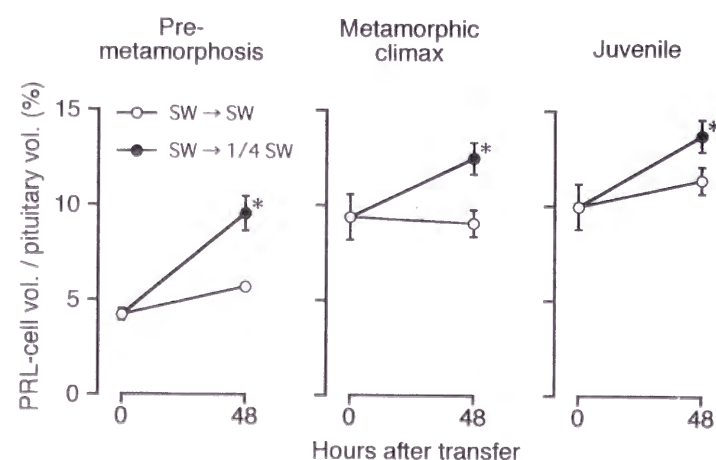 Pre-
metamorphosis
Metamorphic
climax
Juvenile
PRL-cell vol. / pituitary vol. (%)
15
10
5
0
SW → SW
SW → 1/4 SW
*
*
*
0 48
0 48
0 48
Hours after transfer